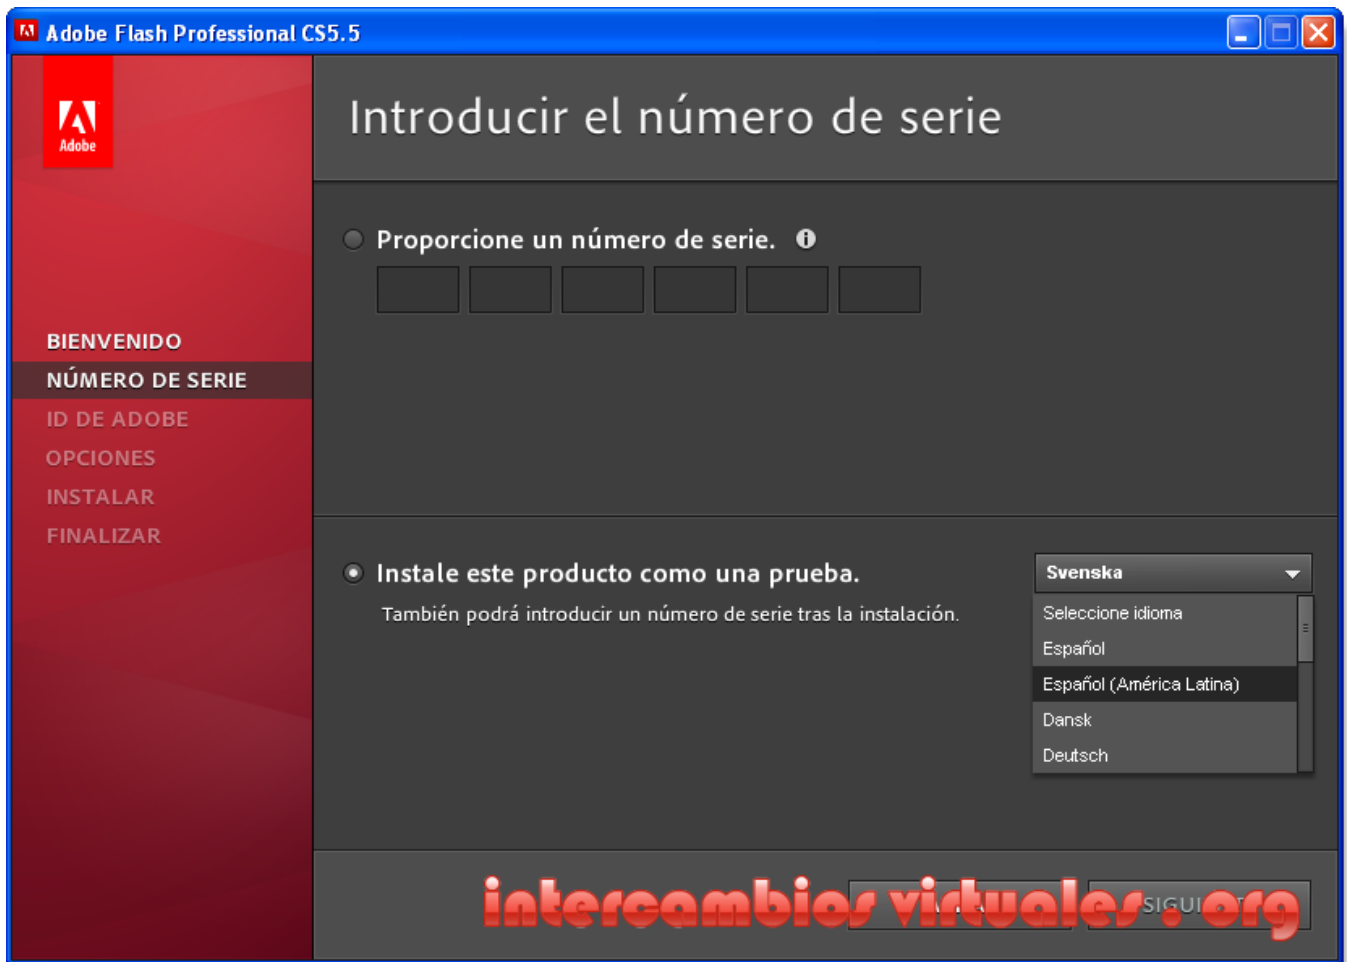 Adobe Flash Professional CS5.5
Adobe
Introducir el número de serie
Proporcione un número de serie.
BIENVENIDO
NÚMERO DE SERIE
ID DE ADOBE
OPCIONES
INSTALAR
FINALIZAR
Instale este producto como una prueba.
También podrá introducir un número de serie tras la instalación.
Svenska
Seleccione idioma
Español
Español (América Latina)
Dansk
Deutsch
intercambios virtuales . org